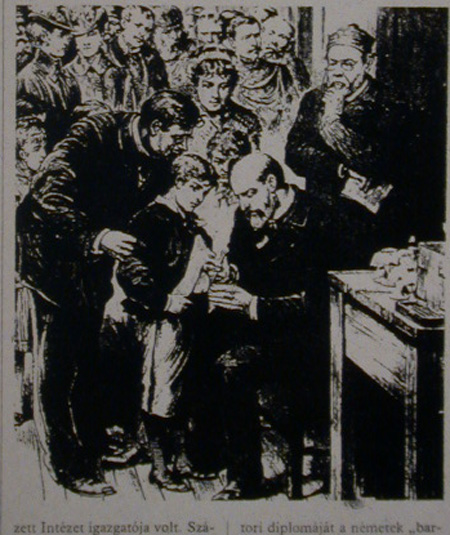 zett Intézet igazgatója volt. Szá-
tori diplomáját a németek „bar-